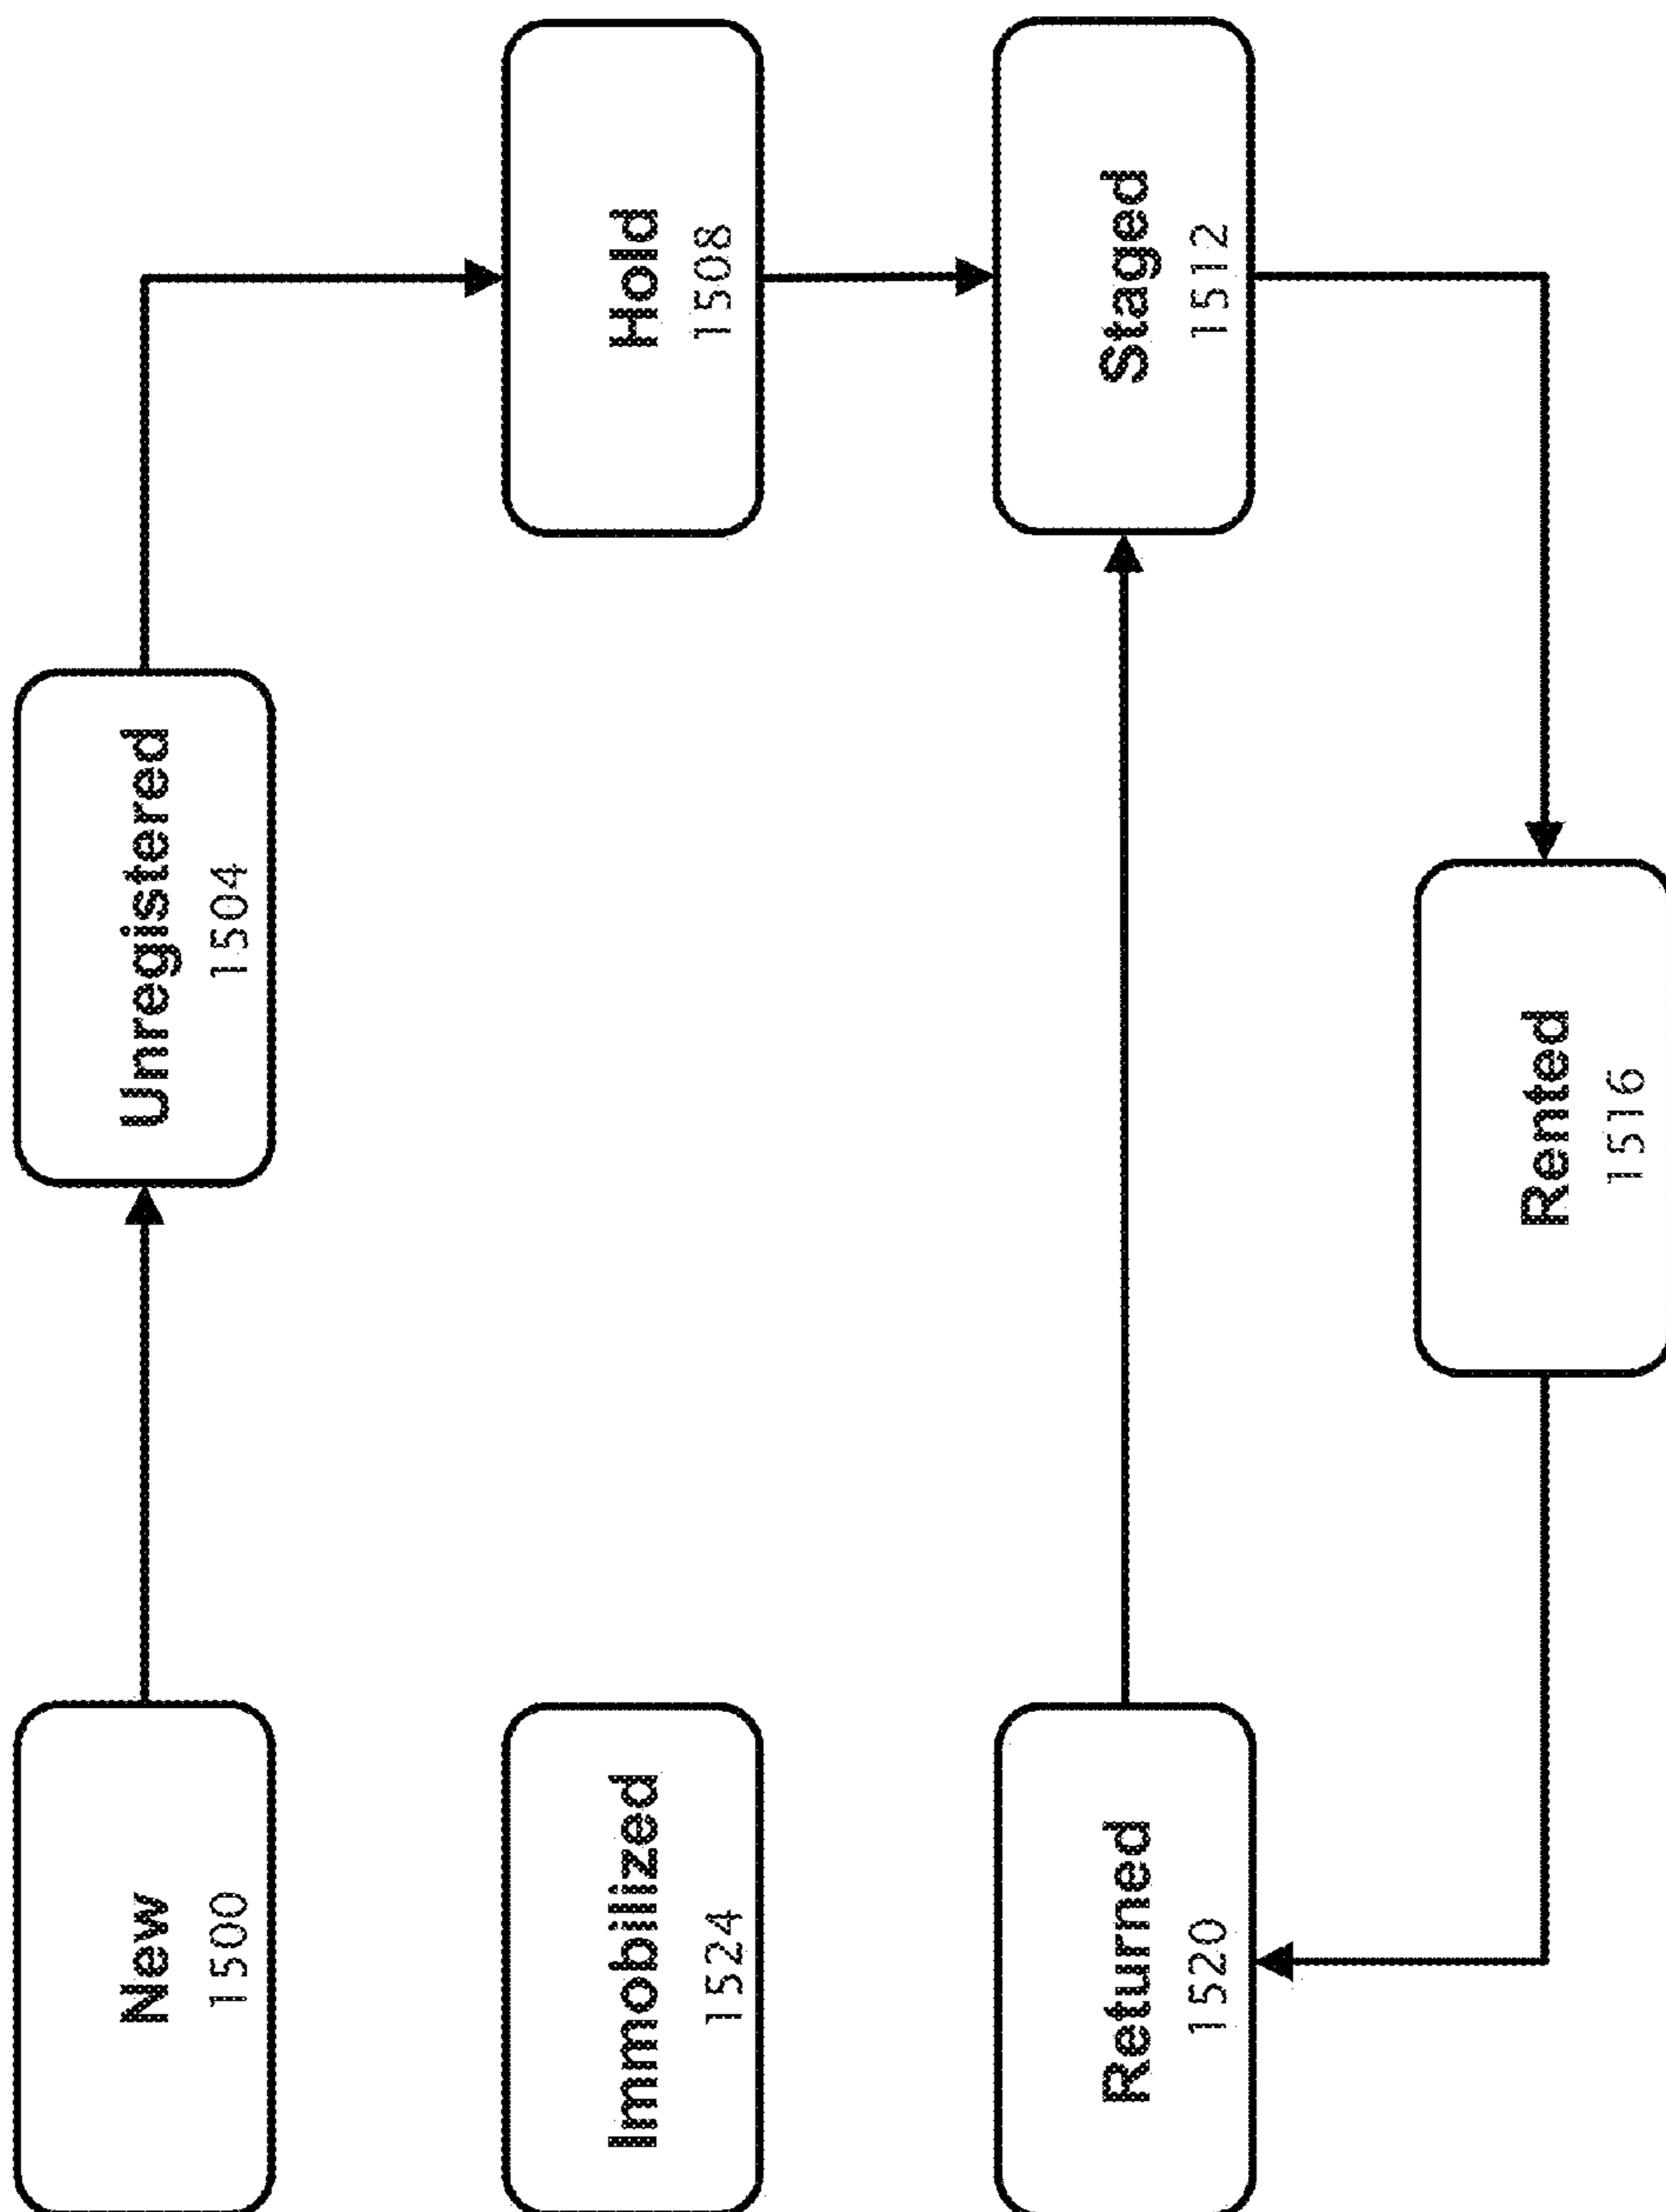 New
1500
Unregistered
1504
Hold
1508
Immobilized
1524
Returned
1520
Staged
1512
Rented
1516